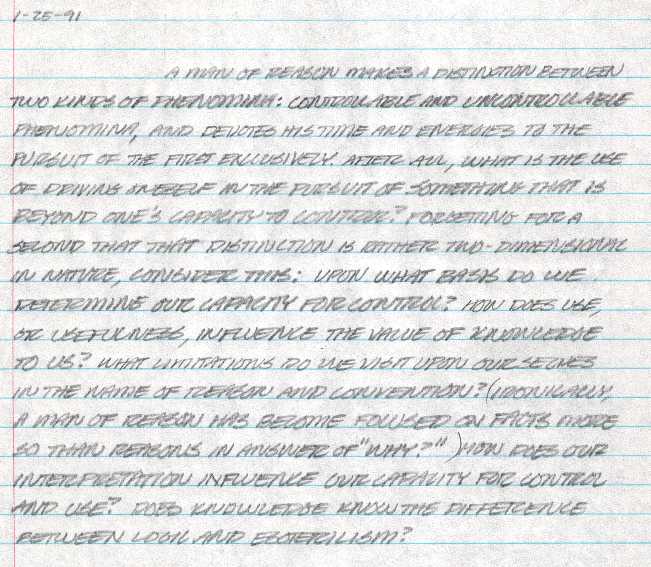 1-25-91
A MAN OF REASON MAKES A DISTINCTION BETWEEN
TWO KINDS OF PHENOMINA: CONTROLLABLE AND UNCONTROLLABLE
PHENOMINA, AND DEVOTES HIS TIME AND ENERGIES TO THE
PURSUIT OF THE FIRST EXCLUSIVELY. AFTER ALL, WHAT IS THE USE
OF DRIVING ONESELF IN THE PURSUIT OF SOMETHING THAT IS
BEYOND ONE'S CAPACITY TO CONTROL? FORGETTING FOR A
SECOND THAT THAT DISTINCTION IS RATHER TWO-DIMENSIONAL
IN NATURE, CONSIDER THIS: UPON WHAT BASIS DO WE
DETERMINE OUR CAPACITY FOR CONTROL? HOW DOES USE,
OR USEFULNESS, INFLUENCE THE VALUE OF KNOWLEDGE
TO US? WHAT LIMITATIONS DO WE VISIT UPON OURSELVES
IN THE NAME OF REASON AND CONVENTION? (IRONICALLY,
A MAN OF REASON HAS BECOME FOCUSED ON FACTS MORE
SO THAN REASONS IN ANSWER OF "WHY?") HOW DOES OUR
INTERPRETATION INFLUENCE OUR CAPACITY FOR CONTROL
AND USE? DOES KNOWLEDGE KNOW THE DIFFERENCE
BETWEEN LOGIC AND ESOTERICISM?